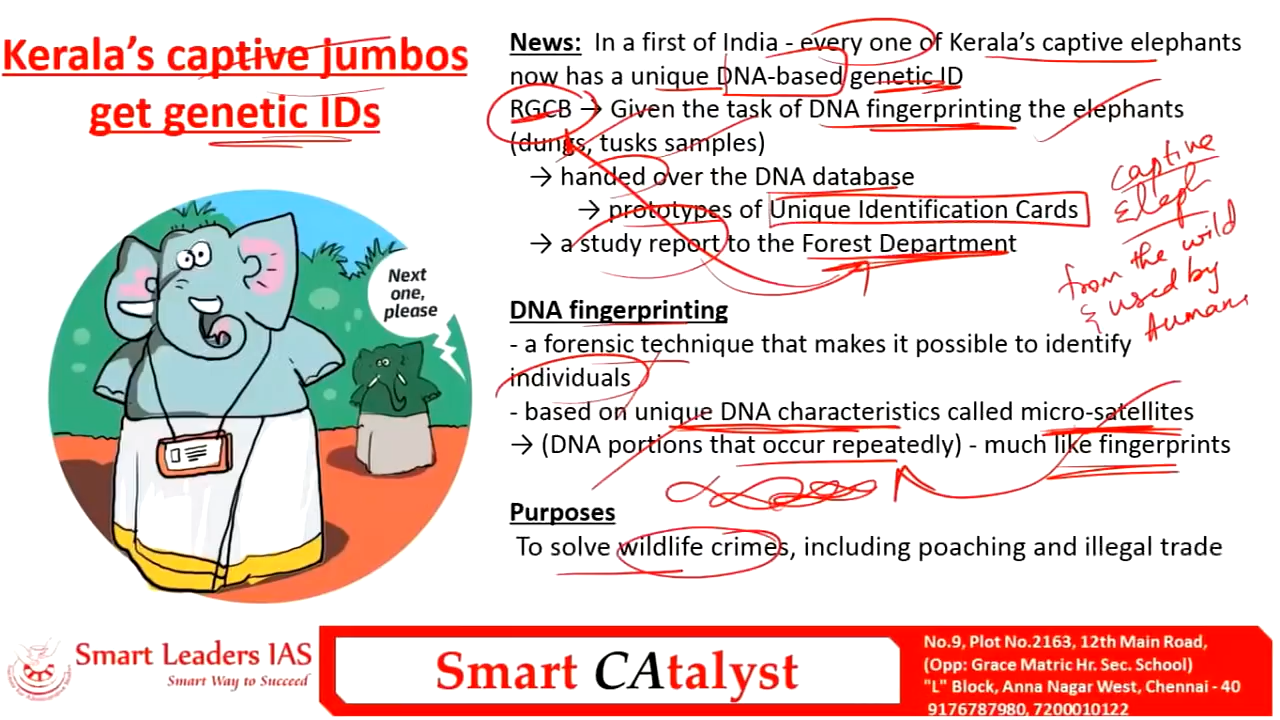 Kerala's captive jumbos
get genetic IDs
News: In a first of India - every one of Kerala's captive elephants
now has a unique DNA-based genetic ID
RGCB → Given the task of DNA fingerprinting the elephants
(dungs, tusks samples)
→ handed over the DNA database
→ prototypes of Unique Identification Cards
→ a study report to the Forest Department
captive
Eleph
from the wild
& used by
humans
Next
one,
please
DNA fingerprinting
- a forensic technique that makes it possible to identify
individuals
- based on unique DNA characteristics called micro-satellites
→ (DNA portions that occur repeatedly) - much like fingerprints
Purposes
To solve wildlife crimes, including poaching and illegal trade
Smart Leaders IAS
Smart Way to Succeed
Smart CAtalyst
No.9, Plot No.2163, 12th Main Road,
(Opp: Grace Matric Hr. Sec. School)
"L" Block, Anna Nagar West, Chennai - 40
9176787980, 7200010122